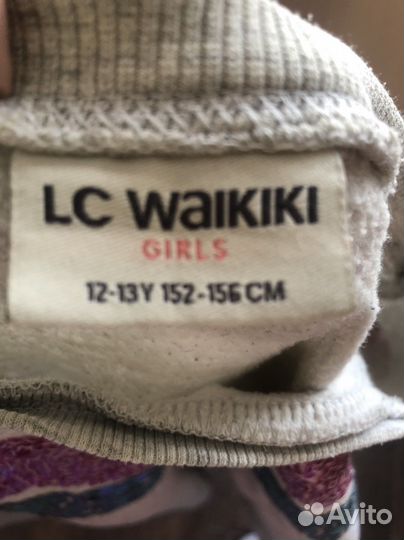 LC WAIKIKI
GIRLS
12-13Y 152-156 CM
Avito